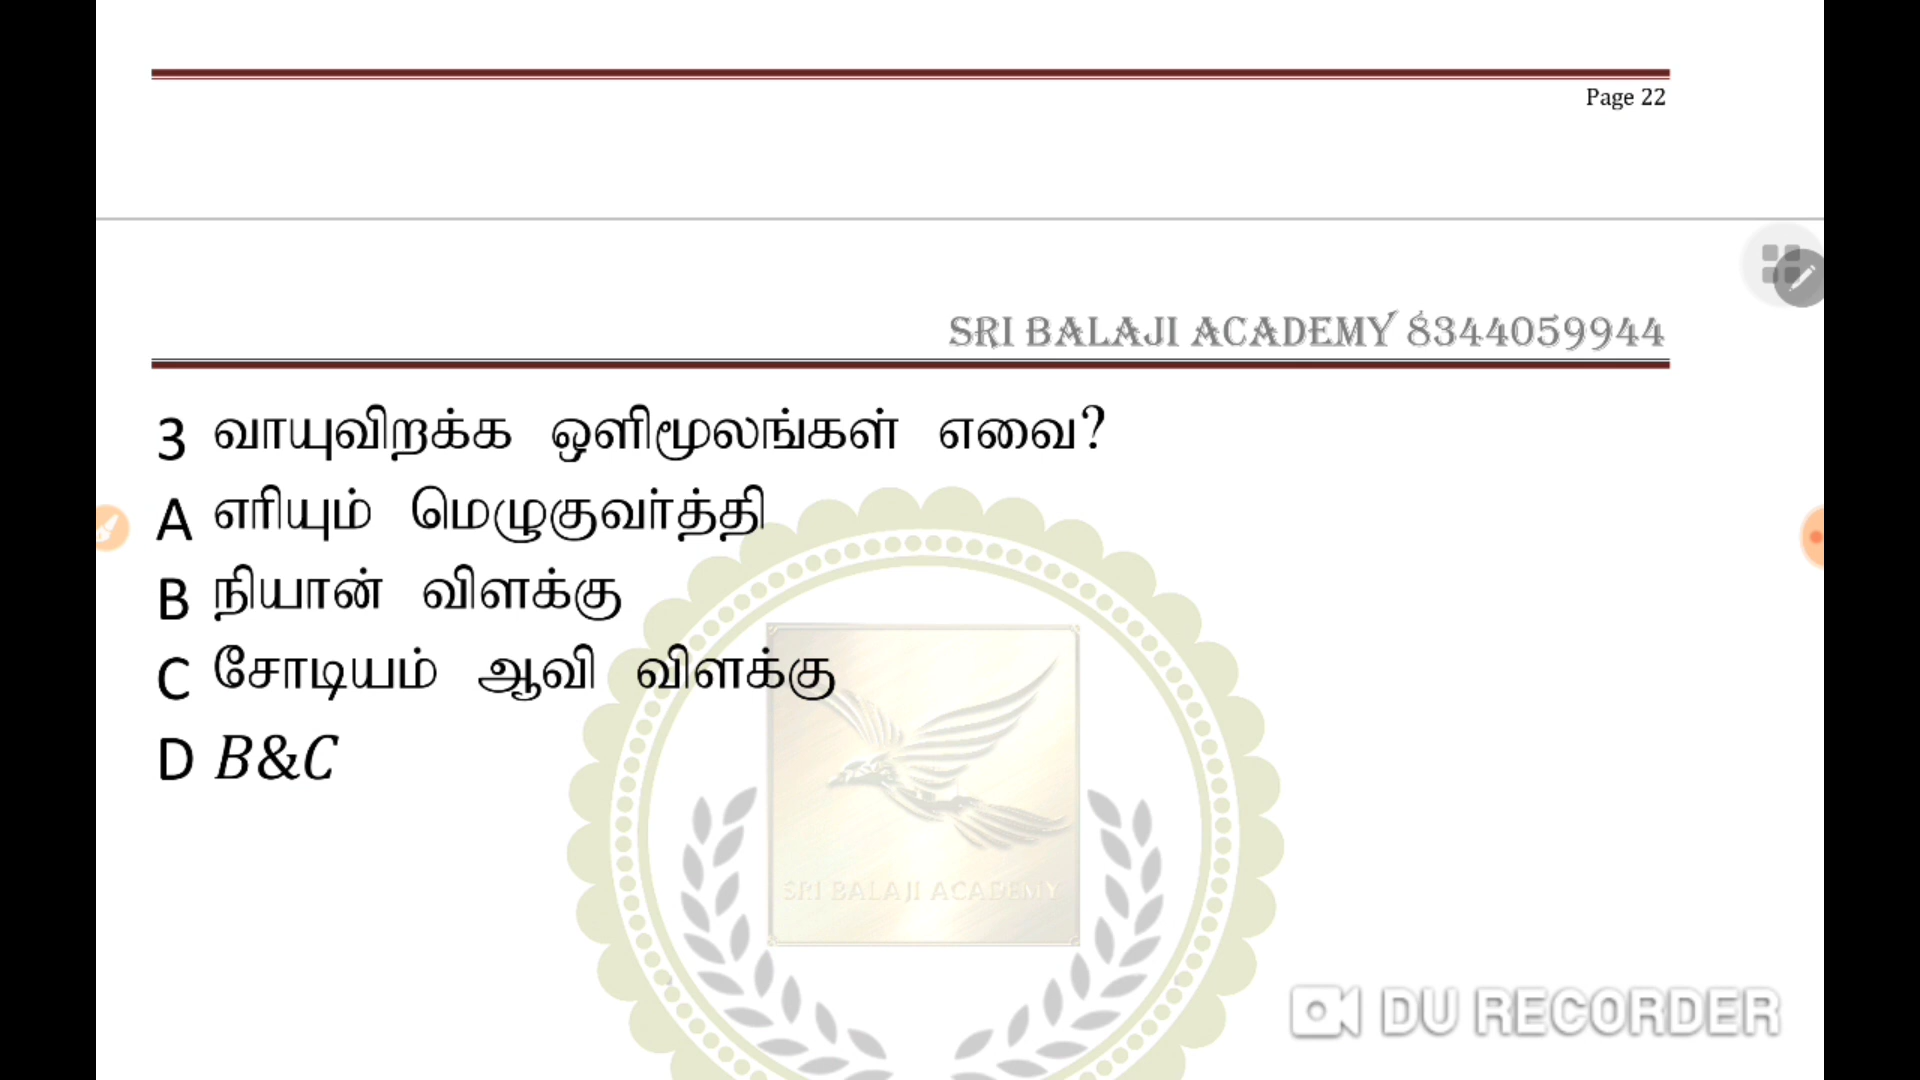 Page 22
SRI BALAJI ACADEMY 8344059944
3 வாயுவிறக்க ஒளிமூலங்கள் எவை?
A எரியும் மெழுகுவர்த்தி
B நியான் விளக்கு
C சோடியம் ஆவி விளக்கு
D B&C
SRI BALAJI ACADEMY
DU RECORDER